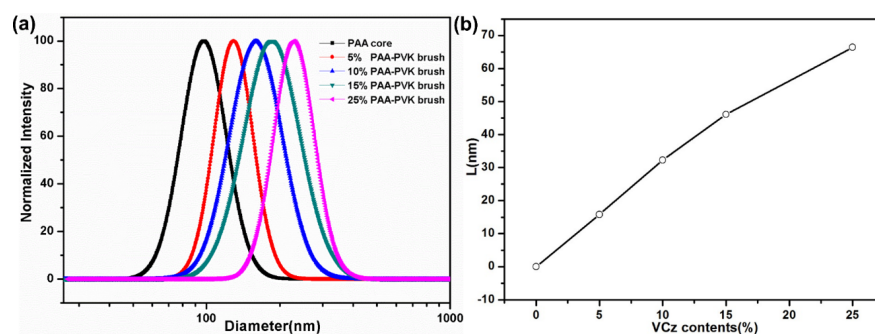 (a)
100
80
60
40
20
0
Normalized Intensity
PAA core
5% PAA-PVK brush
10% PAA-PVK brush
15% PAA-PVK brush
25% PAA-PVK brush
100
1000
Diameter(nm)
(b)
70
60
50
40
30
20
10
0
-10
L(nm)
0 5 10 15 20 25
VCz contents(%)